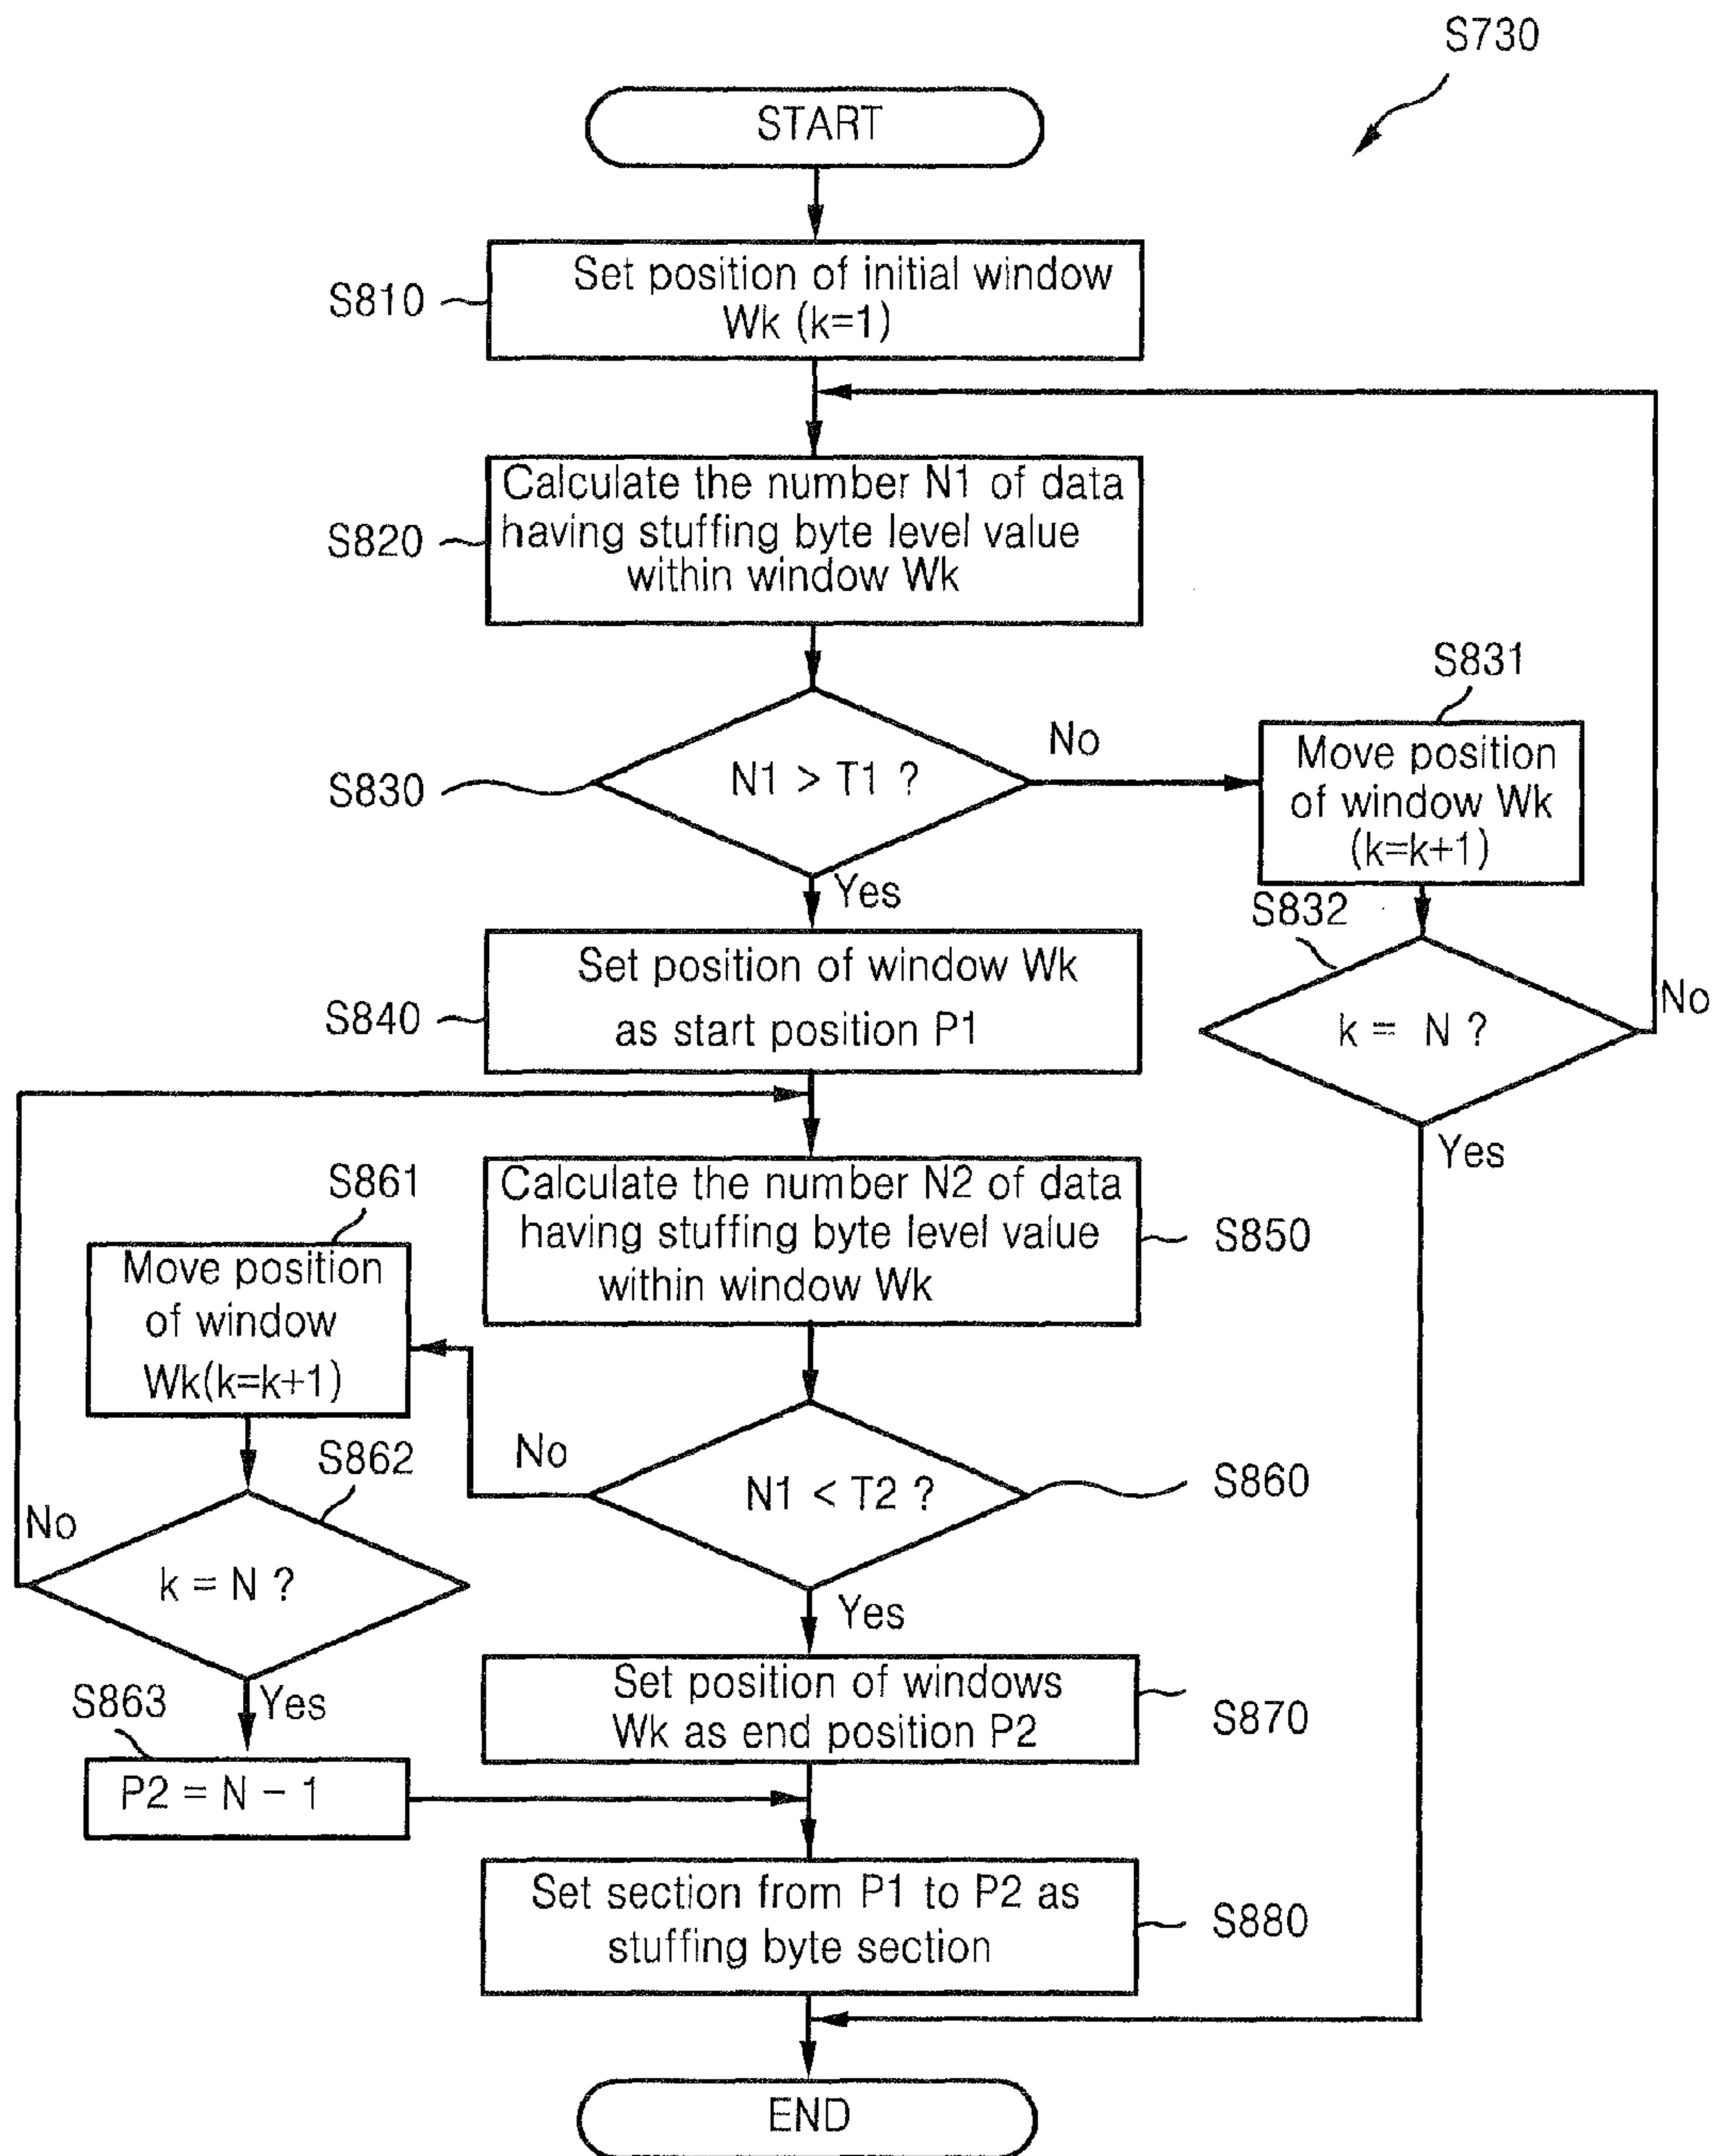 S730
START
S810
Set position of initial window
Wk (k=1)
S820
Calculate the number N1 of data
having stuffing byte level value
within window Wk
S830
N1 > T1 ?
No
Yes
S831
Move position
of window Wk
(k=k+1)
S832
k = N ?
No
Yes
S840
Set position of window Wk
as start position P1
S850
Calculate the number N2 of data
having stuffing byte level value
within window Wk
S860
N1 < T2 ?
No
Yes
S861
Move position
of window
Wk(k=k+1)
S862
k = N ?
No
Yes
S863
P2 = N - 1
S870
Set position of windows
Wk as end position P2
S880
Set section from P1 to P2 as
stuffing byte section
END